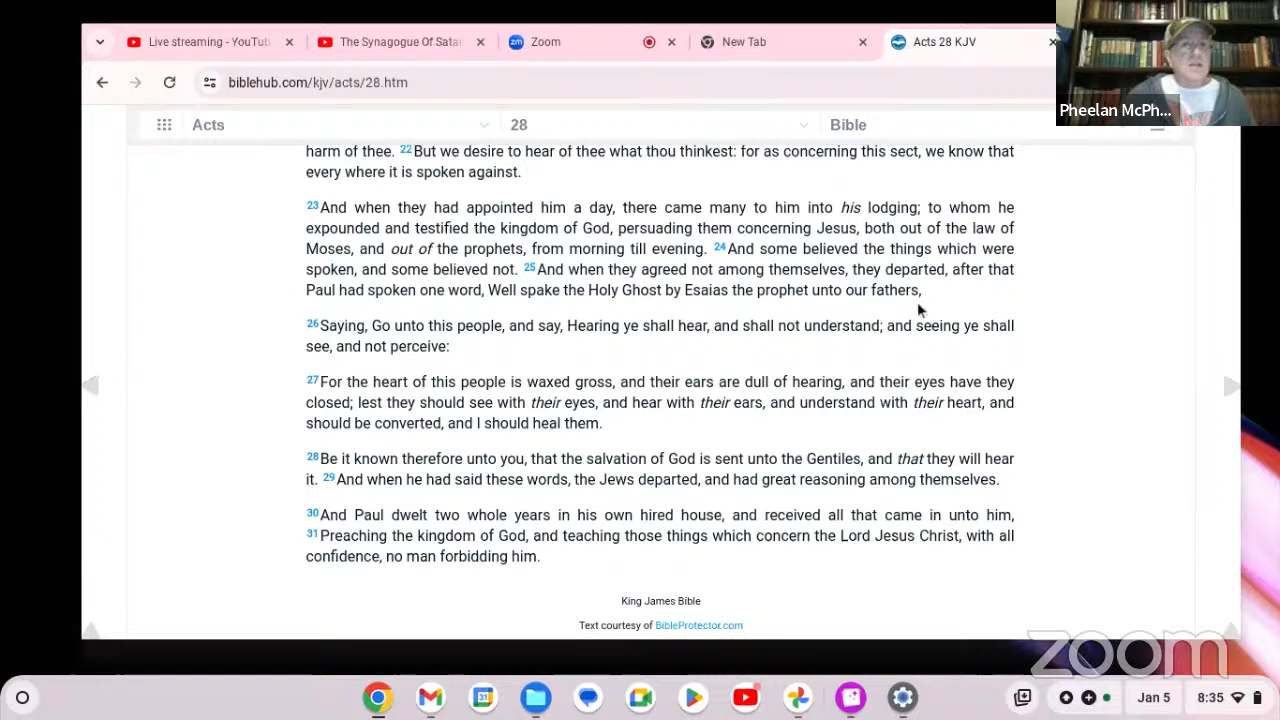 Live streaming - YouTub
The Synagogue Of Sata
zm Zoom
New Tab
Acts 28 KJV
biblehub.com/kjv/acts/28.htm
Pheelan McPh...
Acts 28 Bible
harm of thee. 22 But we desire to hear of thee what thou thinkest: for as concerning this sect, we know that
every where it is spoken against.
23 And when they had appointed him a day, there came many to him into his lodging; to whom he
expounded and testified the kingdom of God, persuading them concerning Jesus, both out of the law of
Moses, and out of the prophets, from morning till evening. 24 And some believed the things which were
spoken, and some believed not. 25 And when they agreed not among themselves, they departed, after that
Paul had spoken one word, Well spake the Holy Ghost by Esaias the prophet unto our fathers,
26 Saying, Go unto this people, and say, Hearing ye shall hear, and shall not understand; and seeing ye shall
see, and not perceive:
27 For the heart of this people is waxed gross, and their ears are dull of hearing, and their eyes have they
closed; lest they should see with their eyes, and hear with their ears, and understand with their heart, and
should be converted, and I should heal them.
28 Be it known therefore unto you, that the salvation of God is sent unto the Gentiles, and that they will hear
it. 29 And when he had said these words, the Jews departed, and had great reasoning among themselves.
30 And Paul dwelt two whole years in his own hired house, and received all that came in unto him,
31 Preaching the kingdom of God, and teaching those things which concern the Lord Jesus Christ, with all
confidence, no man forbidding him.
King James Bible
Text courtesy of BibleProtector.com
zoom
31
Jan 5 8:35